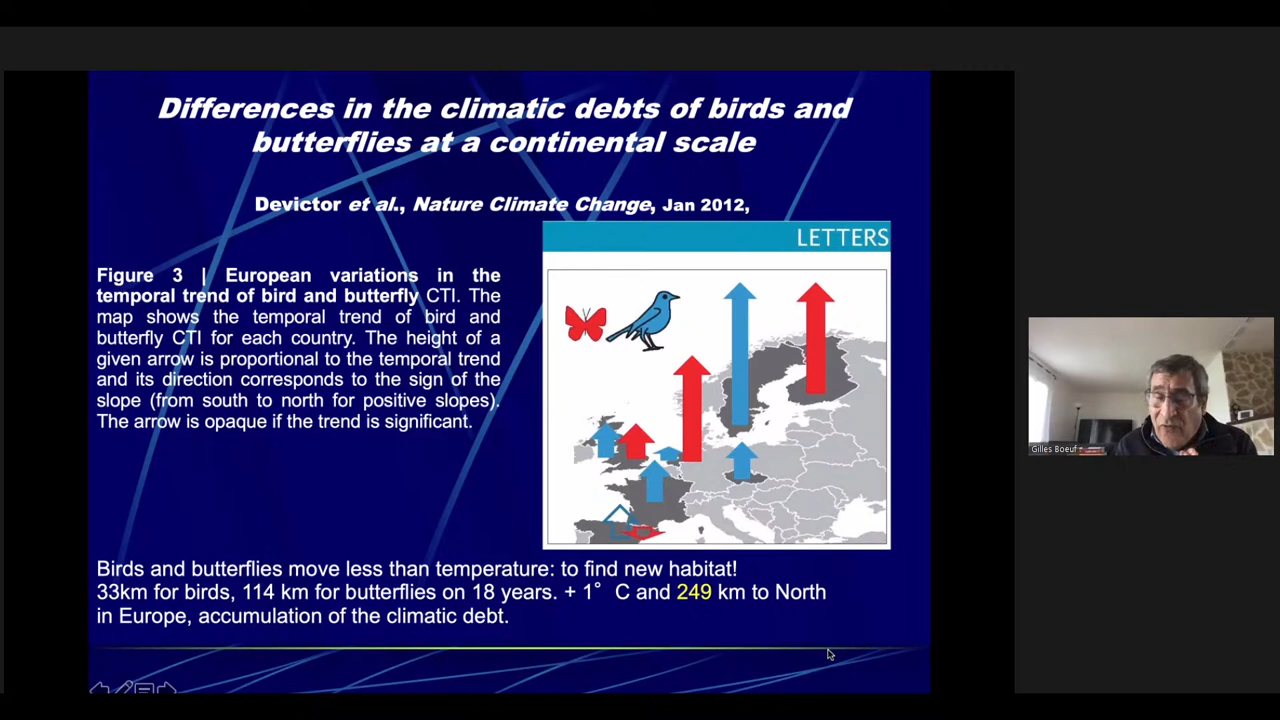 Differences in the climatic debts of birds and
butterflies at a continental scale
Devictor et al., Nature Climate Change, Jan 2012,
LETTERS
Figure 3 | European variations in the
temporal trend of bird and butterfly CTI. The
map shows the temporal trend of bird and
butterfly CTI for each country. The height of a
given arrow is proportional to the temporal trend
and its direction corresponds to the sign of the
slope (from south to north for positive slopes).
The arrow is opaque if the trend is significant.
Birds and butterflies move less than temperature: to find new habitat!
33km for birds, 114 km for butterflies on 18 years. + 1° C and 249 km to North
in Europe, accumulation of the climatic debt.
Gilles Boeuf